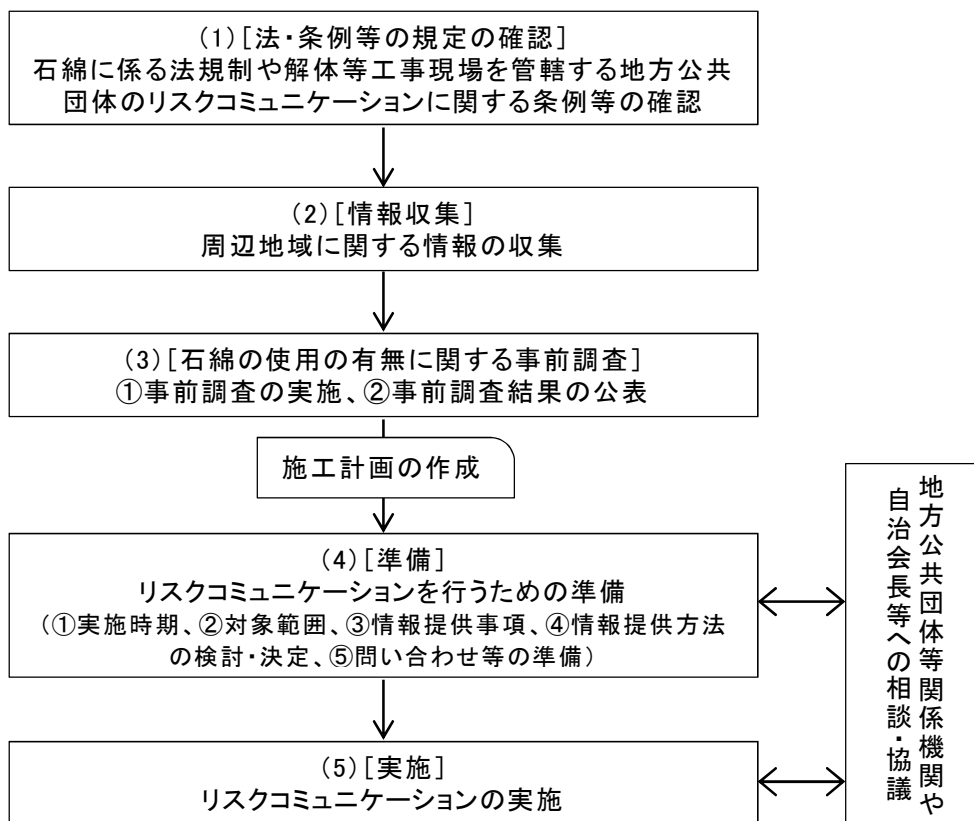 (1)[法・条例等の規定の確認]
石綿に係る法規制や解体等工事現場を管轄する地方公共
団体のリスクコミュニケーションに関する条例等の確認
(2)[情報収集]
周辺地域に関する情報の収集
(3)[石綿の使用の有無に関する事前調査]
①事前調査の実施、②事前調査結果の公表
施工計画の作成
(4)[準備]
リスクコミュニケーションを行うための準備
(①実施時期、②対象範囲、③情報提供事項、④情報提供方法
の検討・決定、⑤問い合わせ等の準備)
(5)[実施]
リスクコミュニケーションの実施
地方公共団体等関係機関や
自治会長等への相談・協議